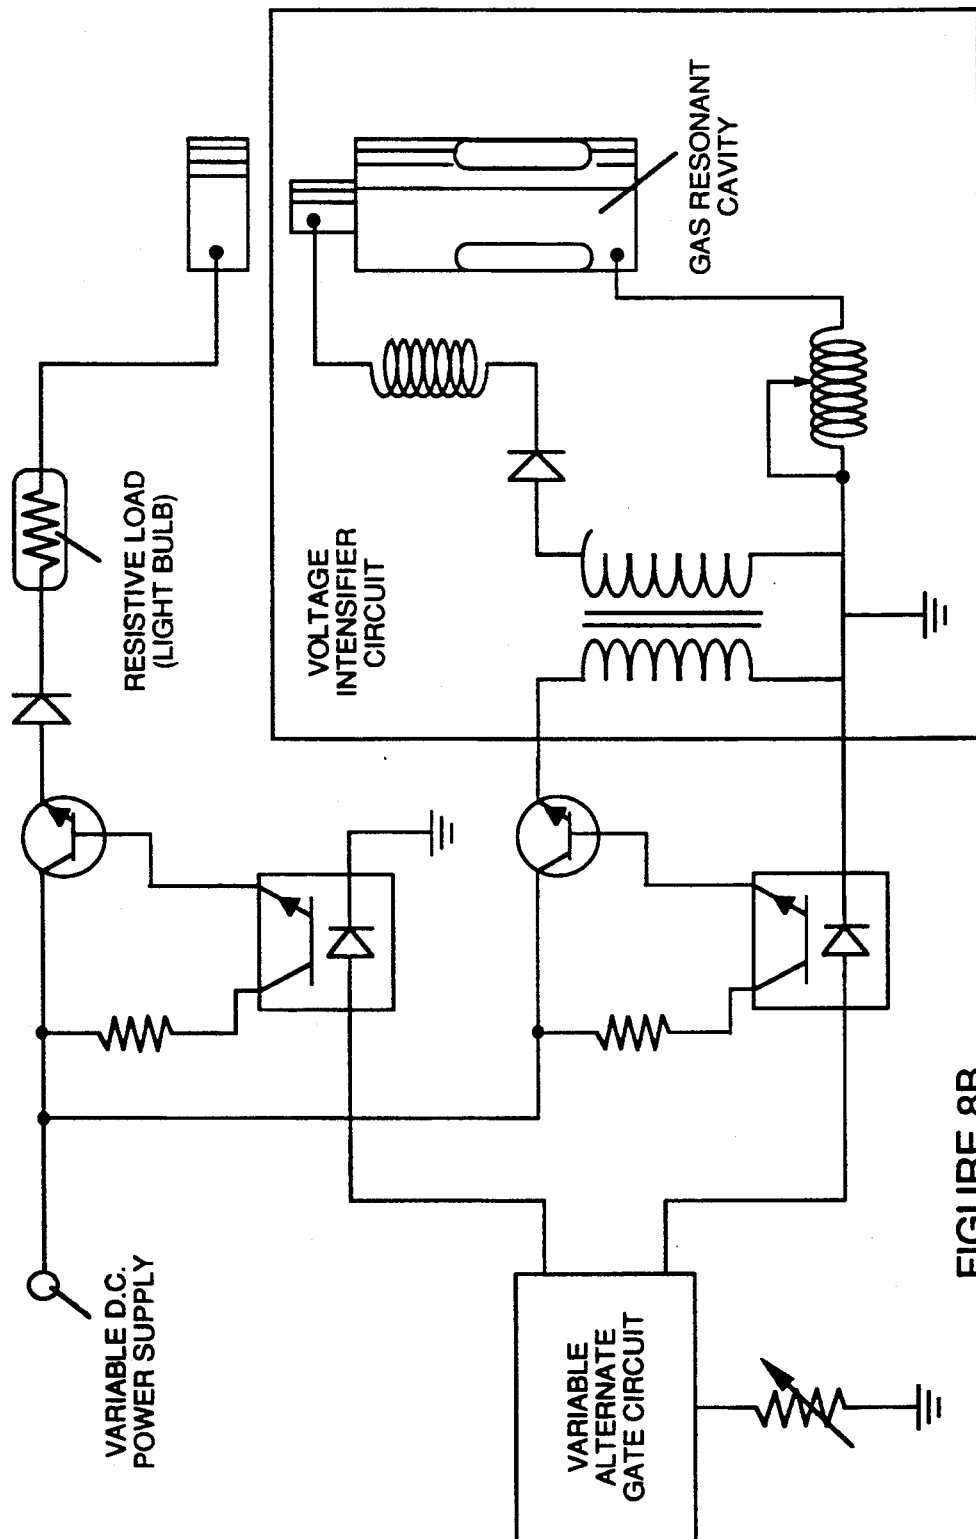 RESISTIVE LOAD
(LIGHT BULB)
GAS RESONANT
CAVITY
VOLTAGE
INTENSIFIER
CIRCUIT
VARIABLE D.C.
POWER SUPPLY
VARIABLE
ALTERNATE
GATE CIRCUIT
FIGURE 8B